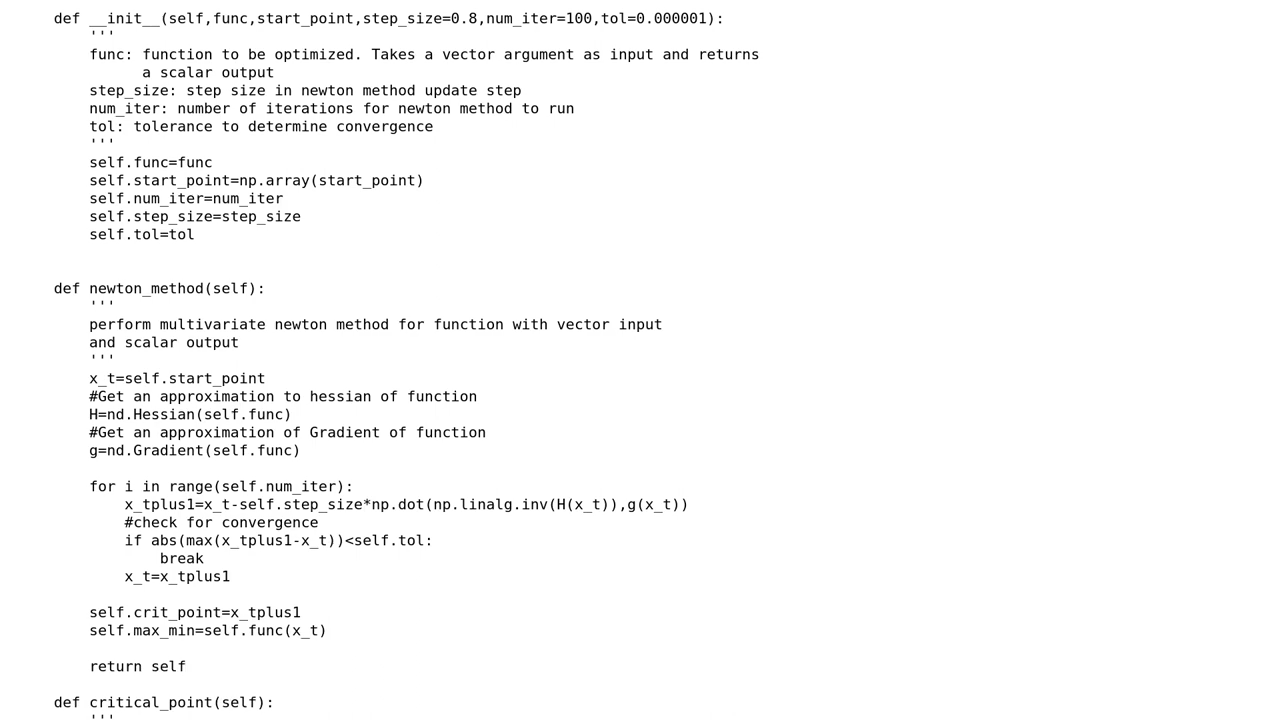 def __init__(self,func,start_point,step_size=0.8,num_iter=100,tol=0.000001):
'''
func: function to be optimized. Takes a vector argument as input and returns
a scalar output
step_size: step size in newton method update step
num_iter: number of iterations for newton method to run
tol: tolerance to determine convergence
'''
self.func=func
self.start_point=np.array(start_point)
self.num_iter=num_iter
self.step_size=step_size
self.tol=tol
def newton_method(self):
'''
perform multivariate newton method for function with vector input
and scalar output
'''
x_t=self.start_point
#Get an approximation to hessian of function
H=nd.Hessian(self.func)
#Get an approximation of Gradient of function
g=nd.Gradient(self.func)
for i in range(self.num_iter):
x_tplus1=x_t-self.step_size*np.dot(np.linalg.inv(H(x_t)),g(x_t))
#check for convergence
if abs(max(x_tplus1-x_t))<self.tol:
break
x_t=x_tplus1
self.crit_point=x_tplus1
self.max_min=self.func(x_t)
return self
def critical_point(self):
'''